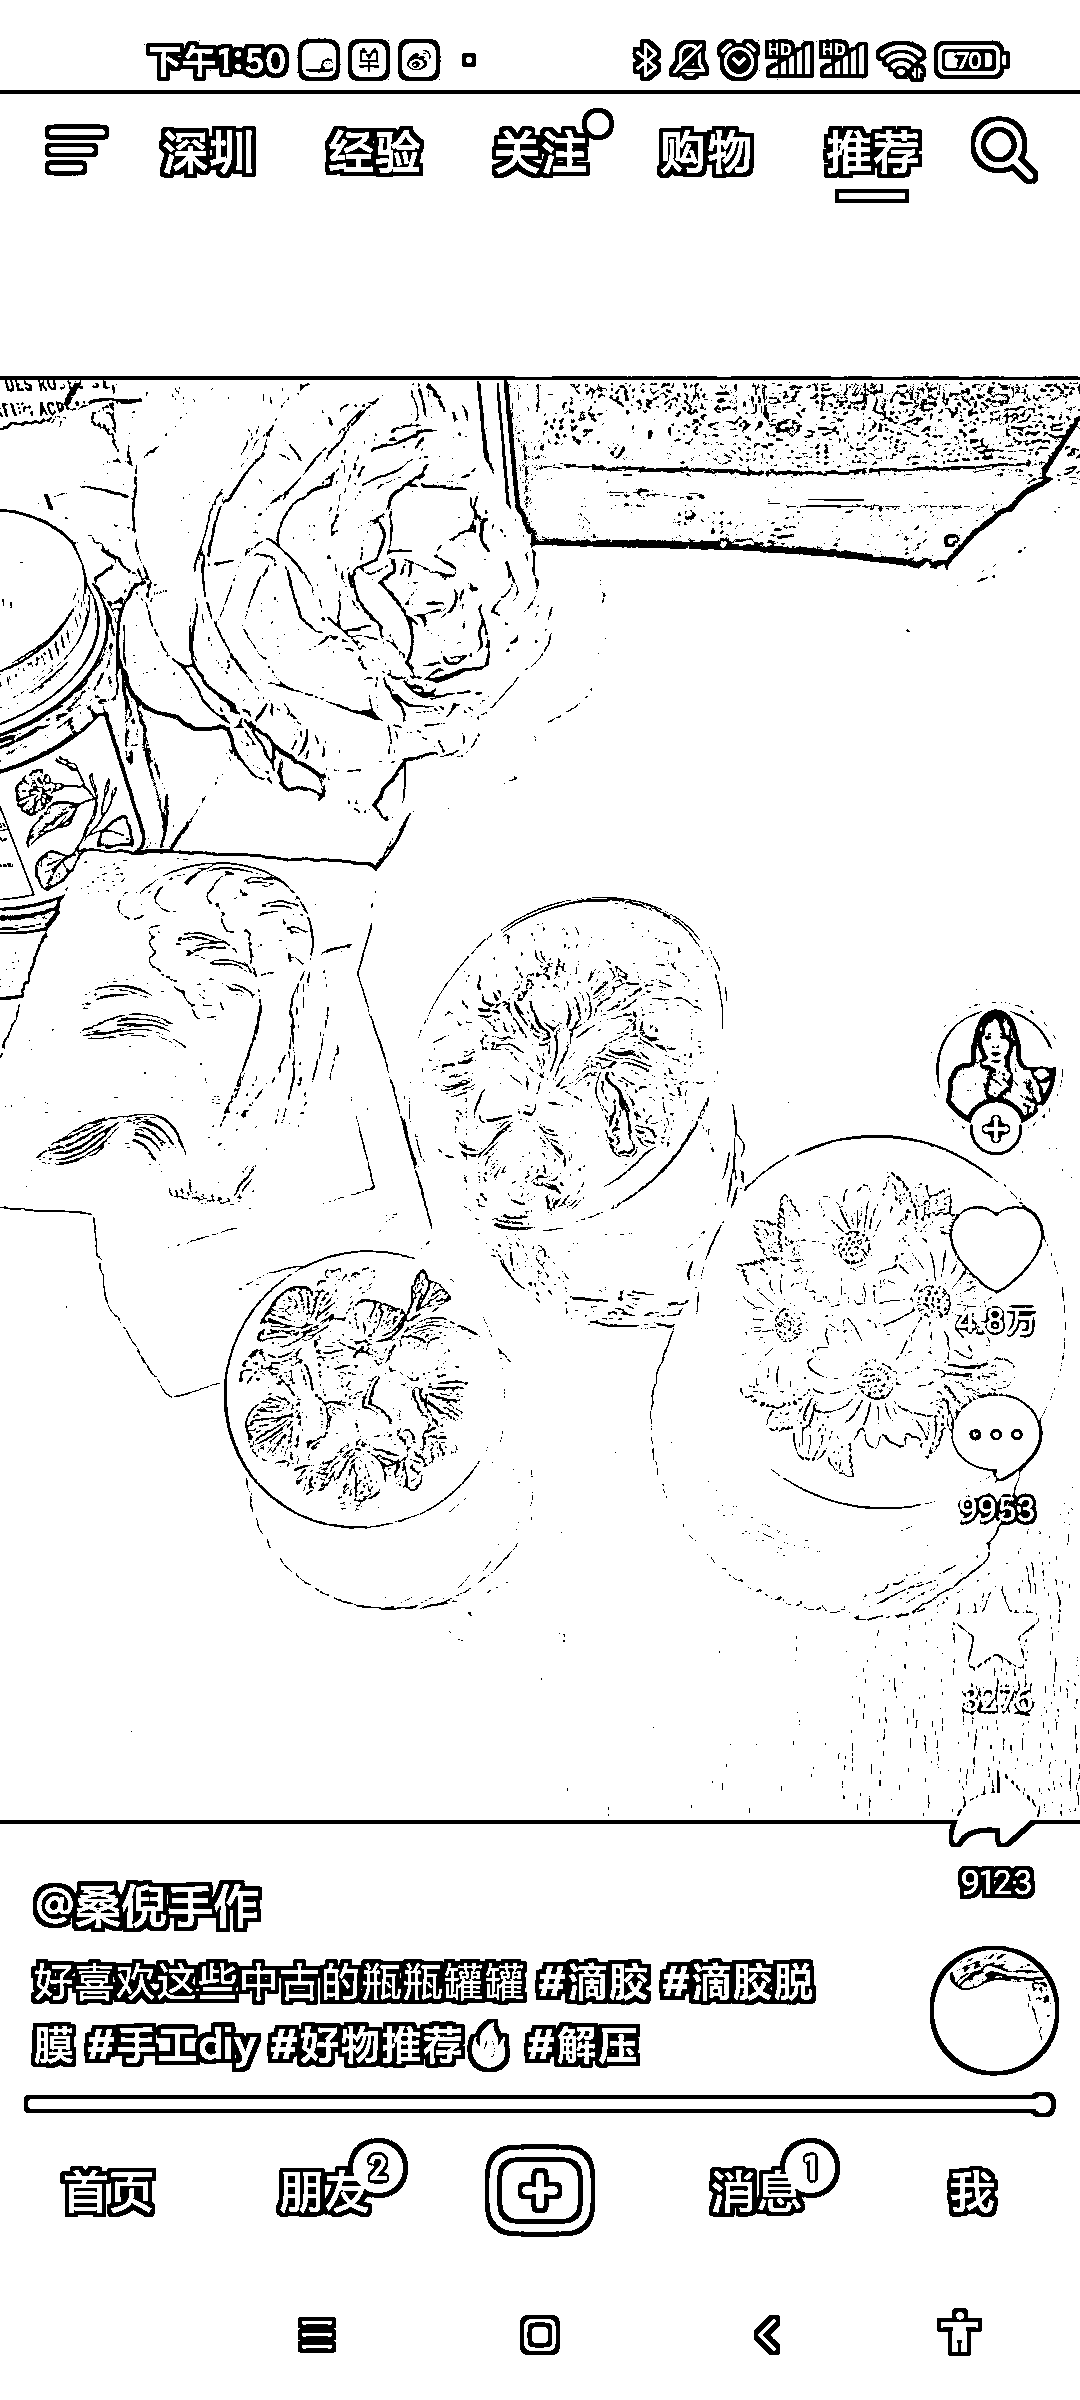 下午1:50
HD HD 70
深圳 经验 关注 购物 推荐
4.8万
9953
3276
9123
@桑倪手作
好喜欢这些中古的瓶瓶罐罐 #滴胶 #滴胶脱
膜 #手工diy #好物推荐🔥 #解压
首页 朋友 2 消息 1 我